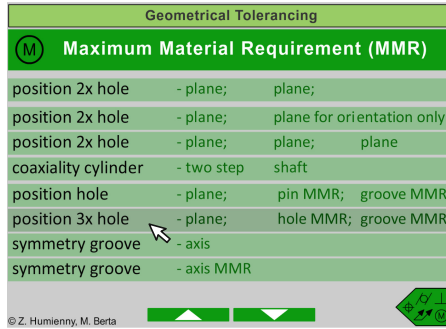 Geometrical Tolerancing
M Maximum Material Requirement (MMR)
position 2x hole - plane; plane;
position 2x hole - plane; plane for orientation only
position 2x hole - plane; plane; plane
coaxiality cylinder - two step shaft
position hole - plane; pin MMR; groove MMR
position 3x hole - plane; hole MMR; groove MMR
symmetry groove - axis
symmetry groove - axis MMR
© Z. Humienny, M. Berta
M